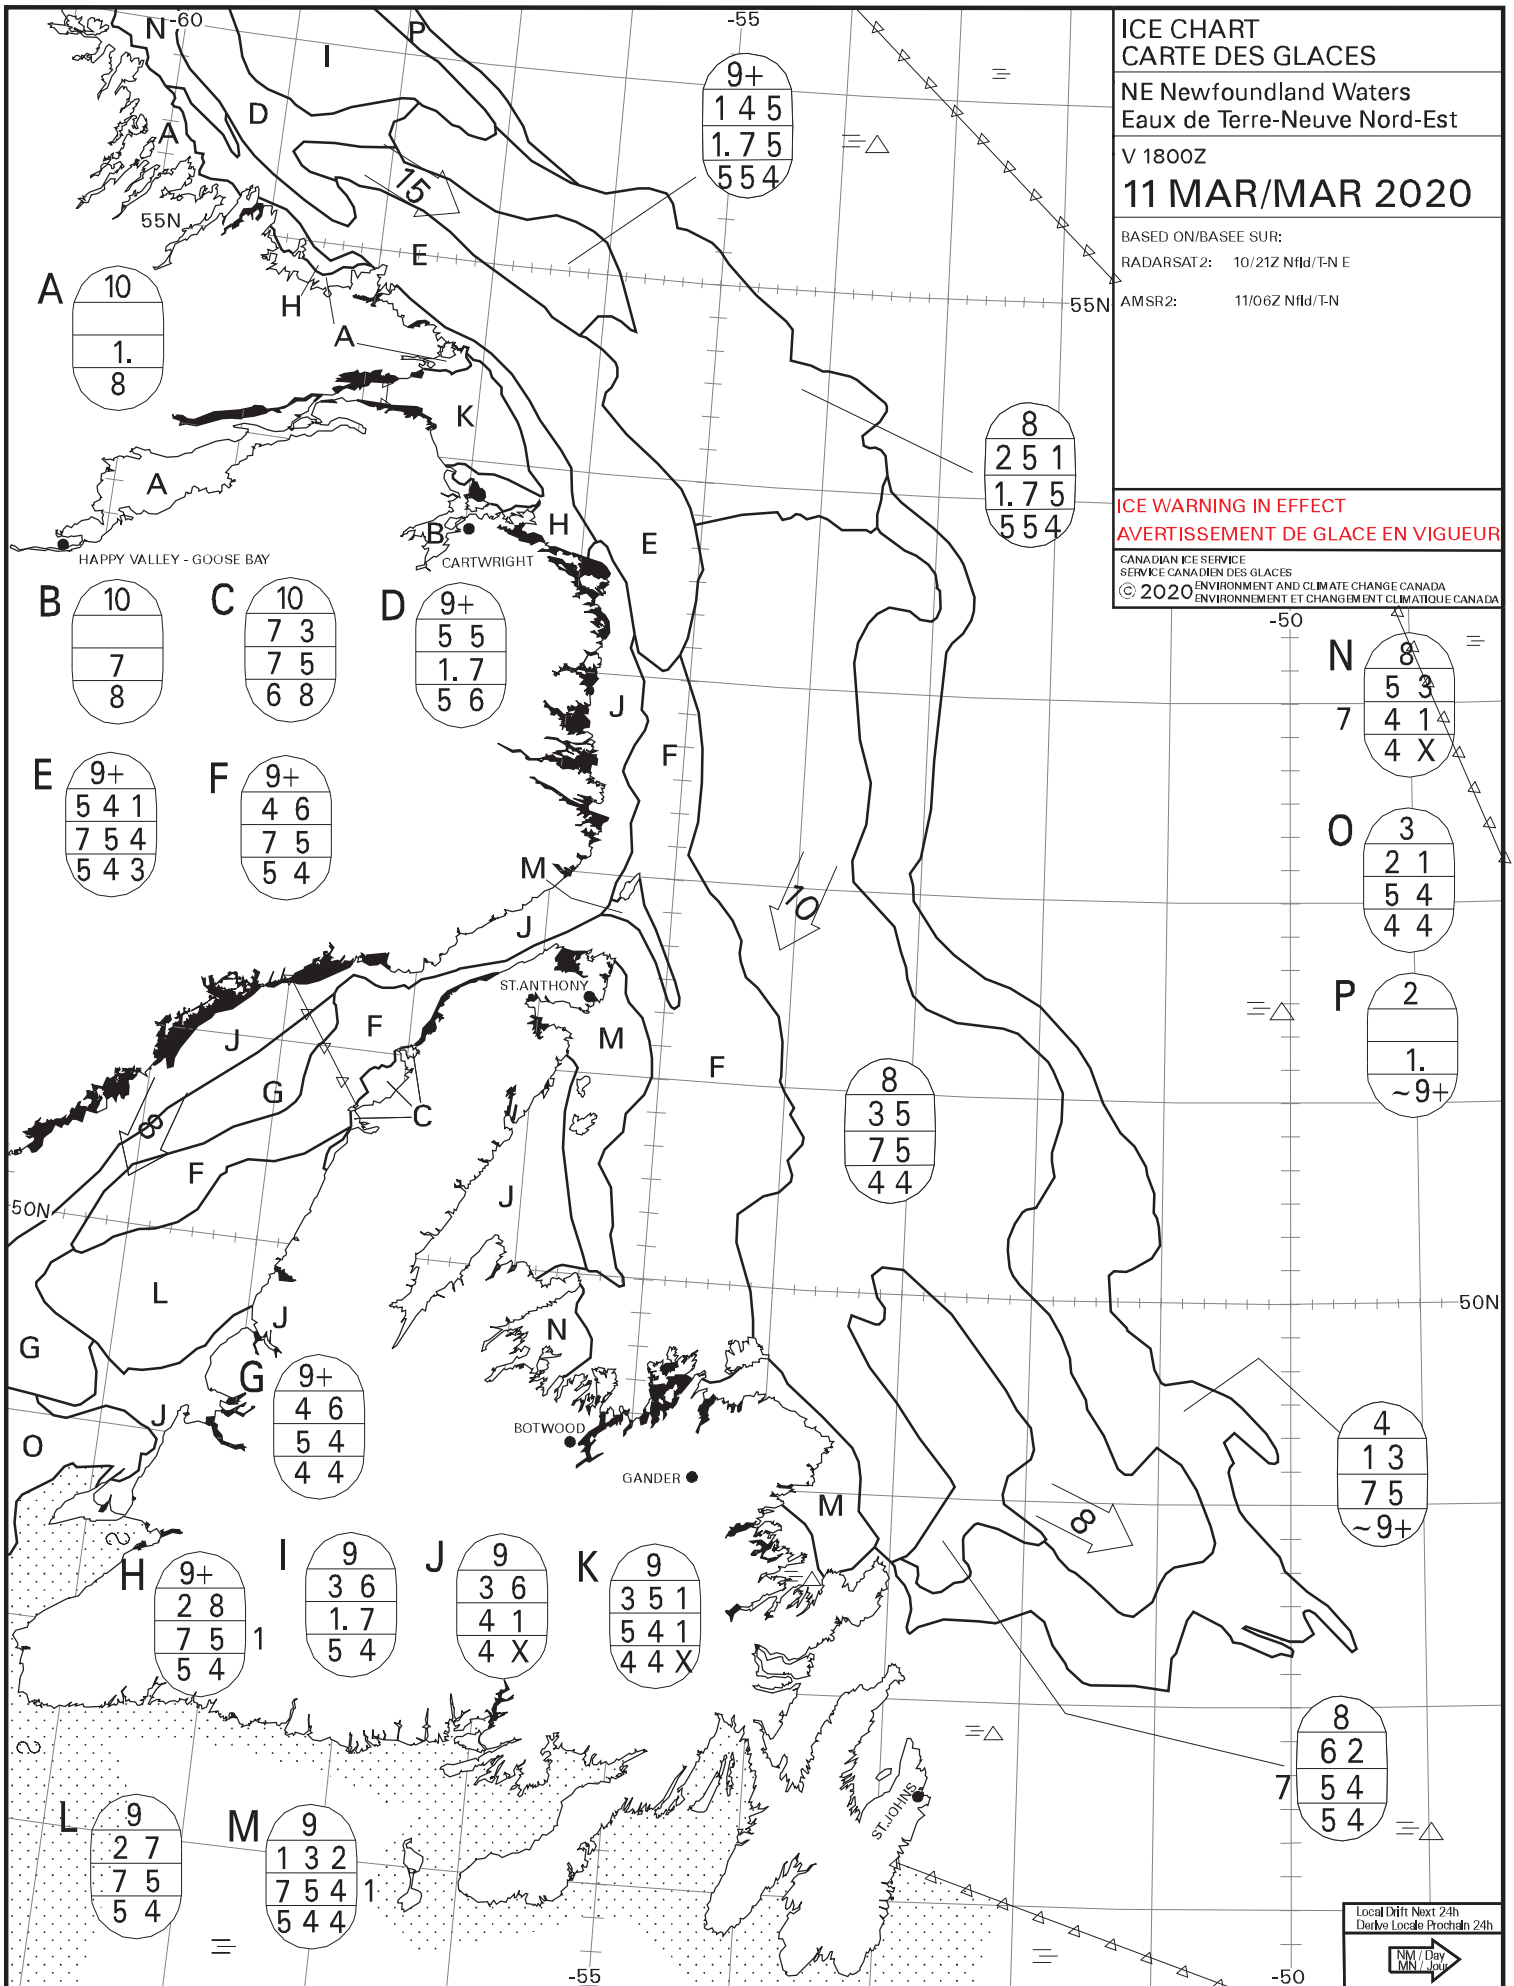 ICE CHART
CARTE DES GLACES
NE Newfoundland Waters
Eaux de Terre-Neuve Nord-Est
V 1800Z
11 MAR/MAR 2020
BASED ON/BASEE SUR:
RADARSAT2: 10/21Z Nfld/T-N E
AMSR2: 11/06Z Nfld/T-N
ICE WARNING IN EFFECT
AVERTISSEMENT DE GLACE EN VIGUEUR
CANADIAN ICE SERVICE
SERVICE CANADIEN DES GLACES
© 2020 ENVIRONMENT AND CLIMATE CHANGE CANADA
ENVIRONNEMENT ET CHANGEMENT CLIMATIQUE CANADA
N -60 I P -55
9+
1 4 5
1. 7 5
5 5 4
D
A
15
55N
E
55N
H
A
A
10
1.
8
K
8
2 5 1
1. 7 5
5 5 4
A
B
H
E
HAPPY VALLEY - GOOSE BAY
CARTWRIGHT
B
10
7
8
C
10
7 3
7 5
6 8
D
9+
5 5
1. 7
5 6
-50
N
8
5 3
7 4 1
4 X
J
F
E
9+
5 4 1
7 5 4
5 4 3
F
9+
4 6
7 5
5 4
O
3
2 1
5 4
4 4
M
10
J
ST.ANTHONY
P
2
1.
~9+
J
F
M
G
F
C
8
8
3 5
7 5
4 4
F
J
50N
L
J
50N
G
N
G
9+
4 6
5 4
4 4
J
O
BOTWOOD
GANDER
M
8
4
1 3
7 5
~9+
2
H
9+
2 8
7 5 1
5 4
I
9
3 6
1. 7
5 4
J
9
3 6
4 1
4 X
K
9
3 5 1
5 4 1
4 4 X
2
8
6 2
7 5 4
5 4
ST.JOHNS
L
9
2 7
7 5
5 4
M
9
1 3 2
7 5 4 1
5 4 4
-55
-50
Local Drift Next 24h
Derive Locale Prochain 24h
NM / Day
MN / Jour